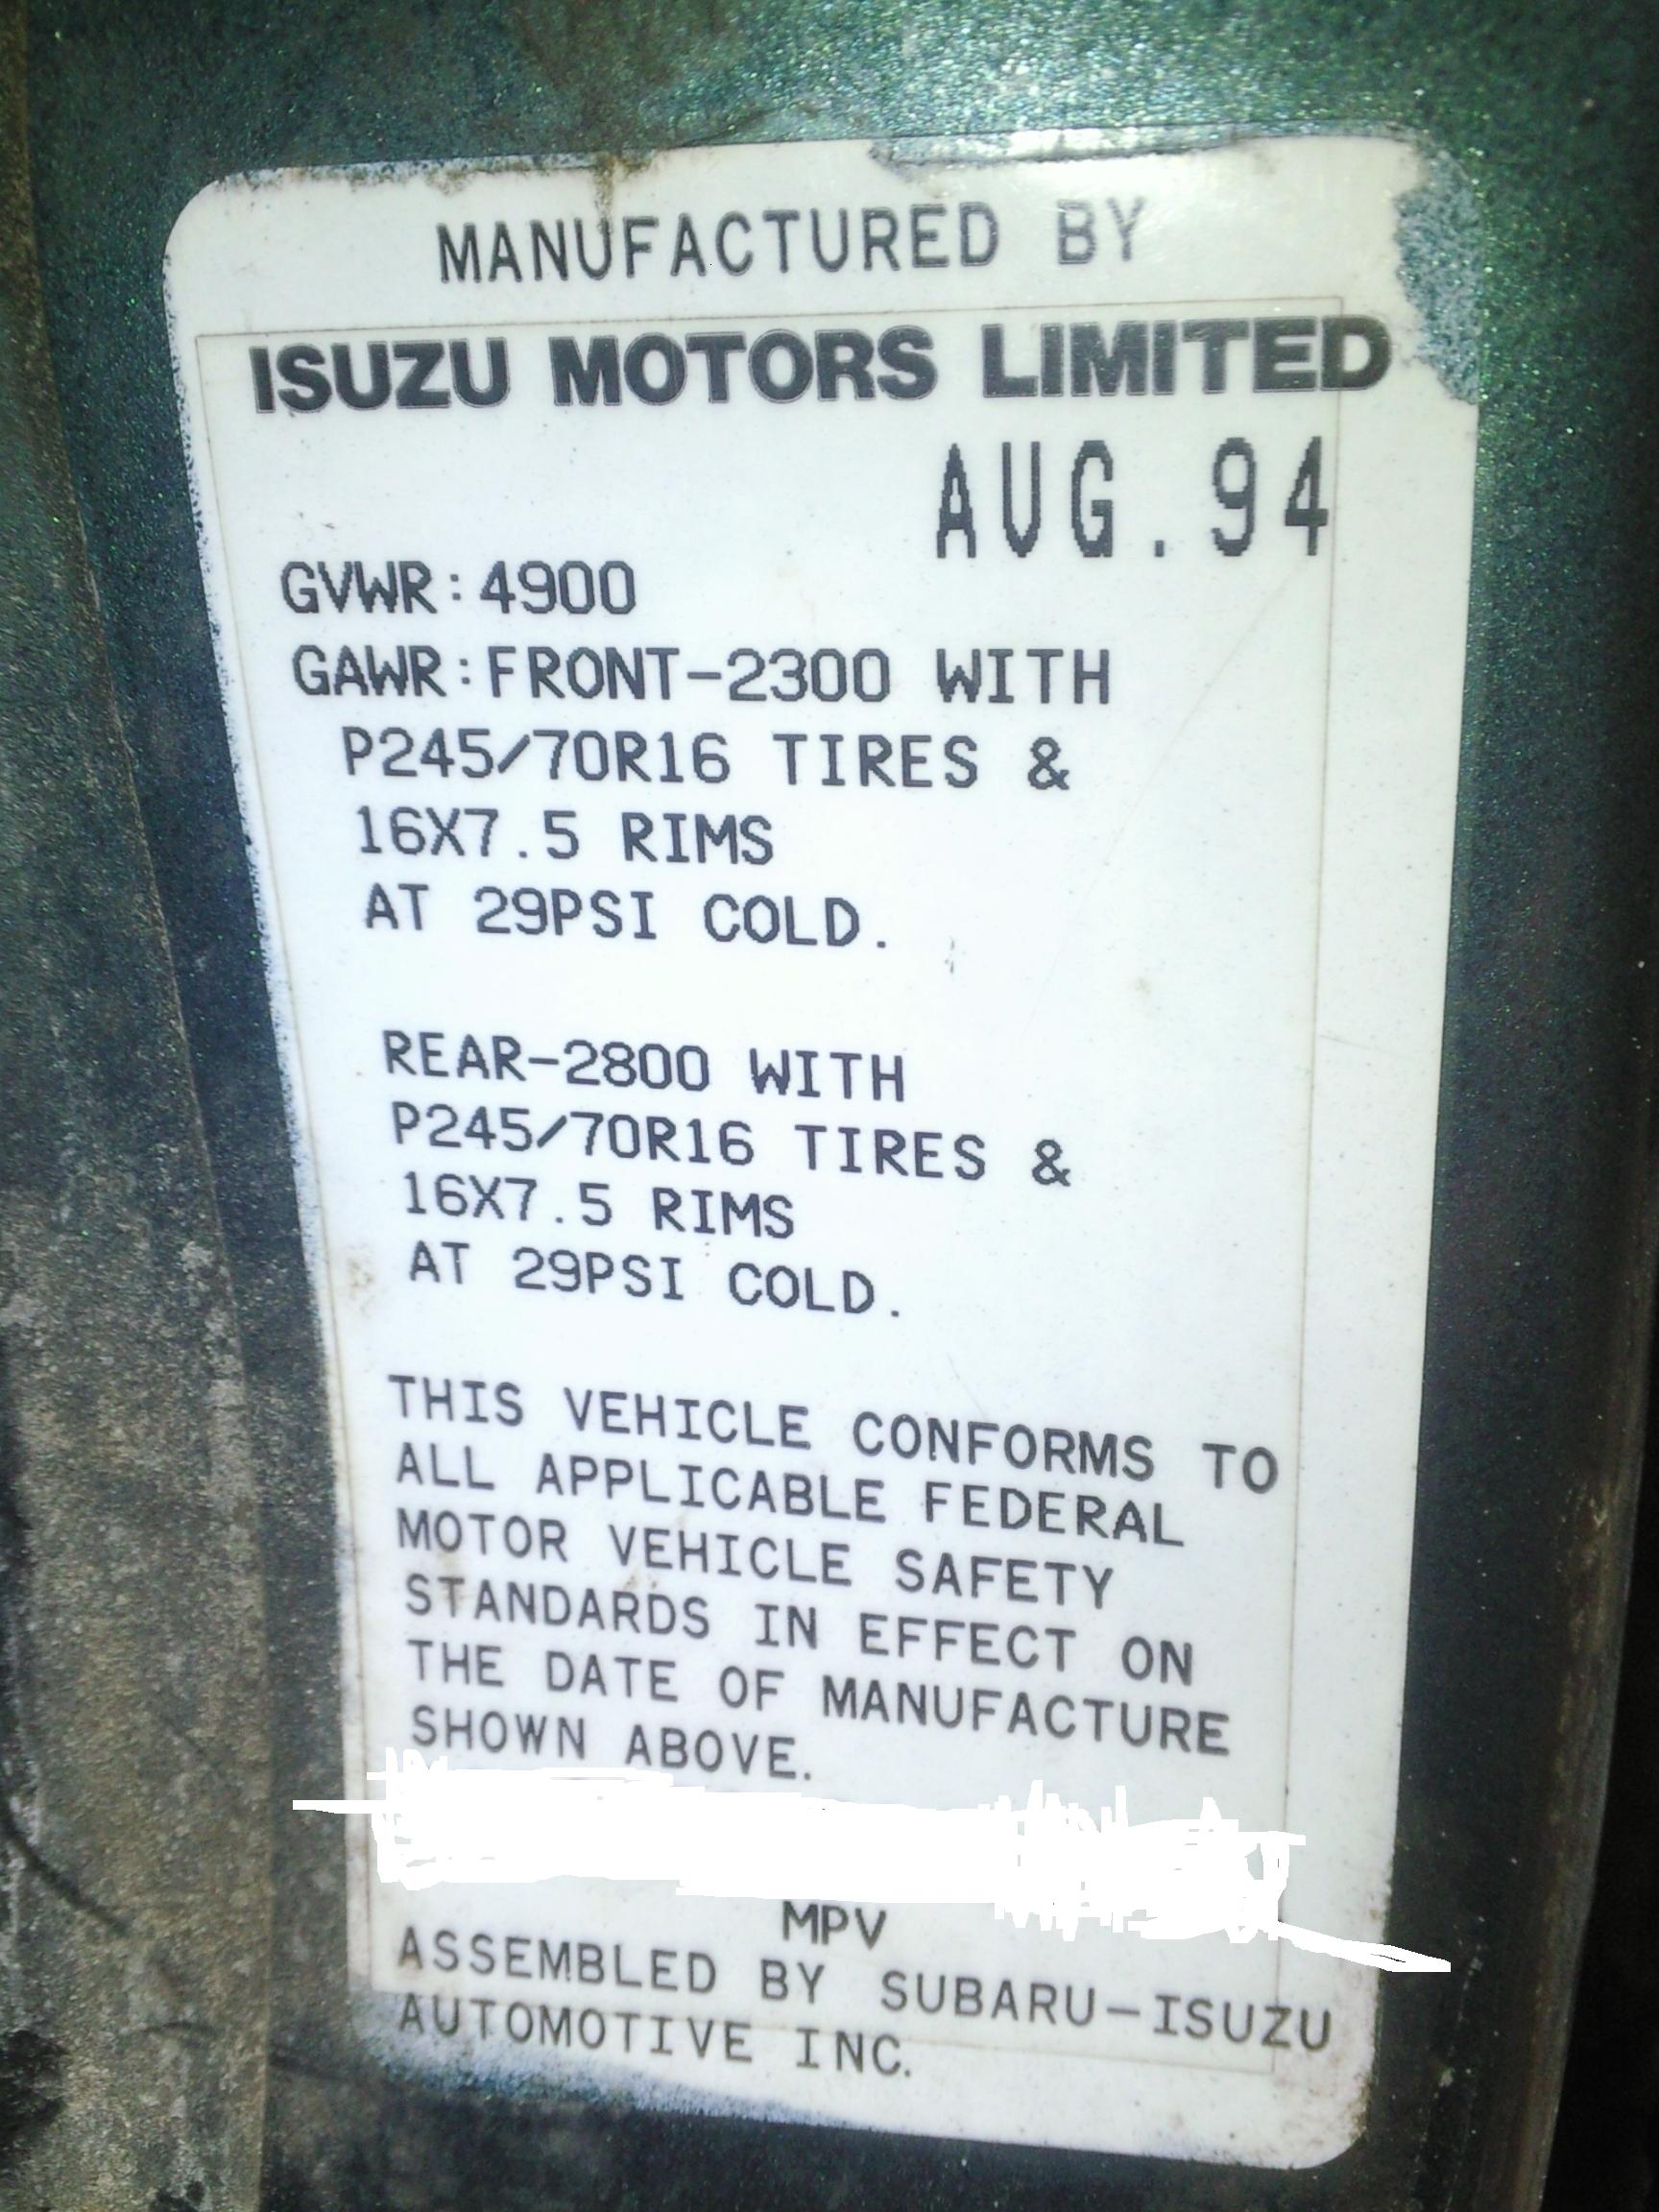 MANUFACTURED BY
ISUZU MOTORS LIMITED
AUG.94
GVWR:4900
GAWR:FRONT-2300 WITH
P245/70R16 TIRES &
16X7.5 RIMS
AT 29PSI COLD.
REAR-2800 WITH
P245/70R16 TIRES &
16X7.5 RIMS
AT 29PSI COLD.
THIS VEHICLE CONFORMS TO
ALL APPLICABLE FEDERAL
MOTOR VEHICLE SAFETY
STANDARDS IN EFFECT ON
THE DATE OF MANUFACTURE
SHOWN ABOVE.
MPV
ASSEMBLED BY SUBARU-ISUZU
AUTOMOTIVE INC.